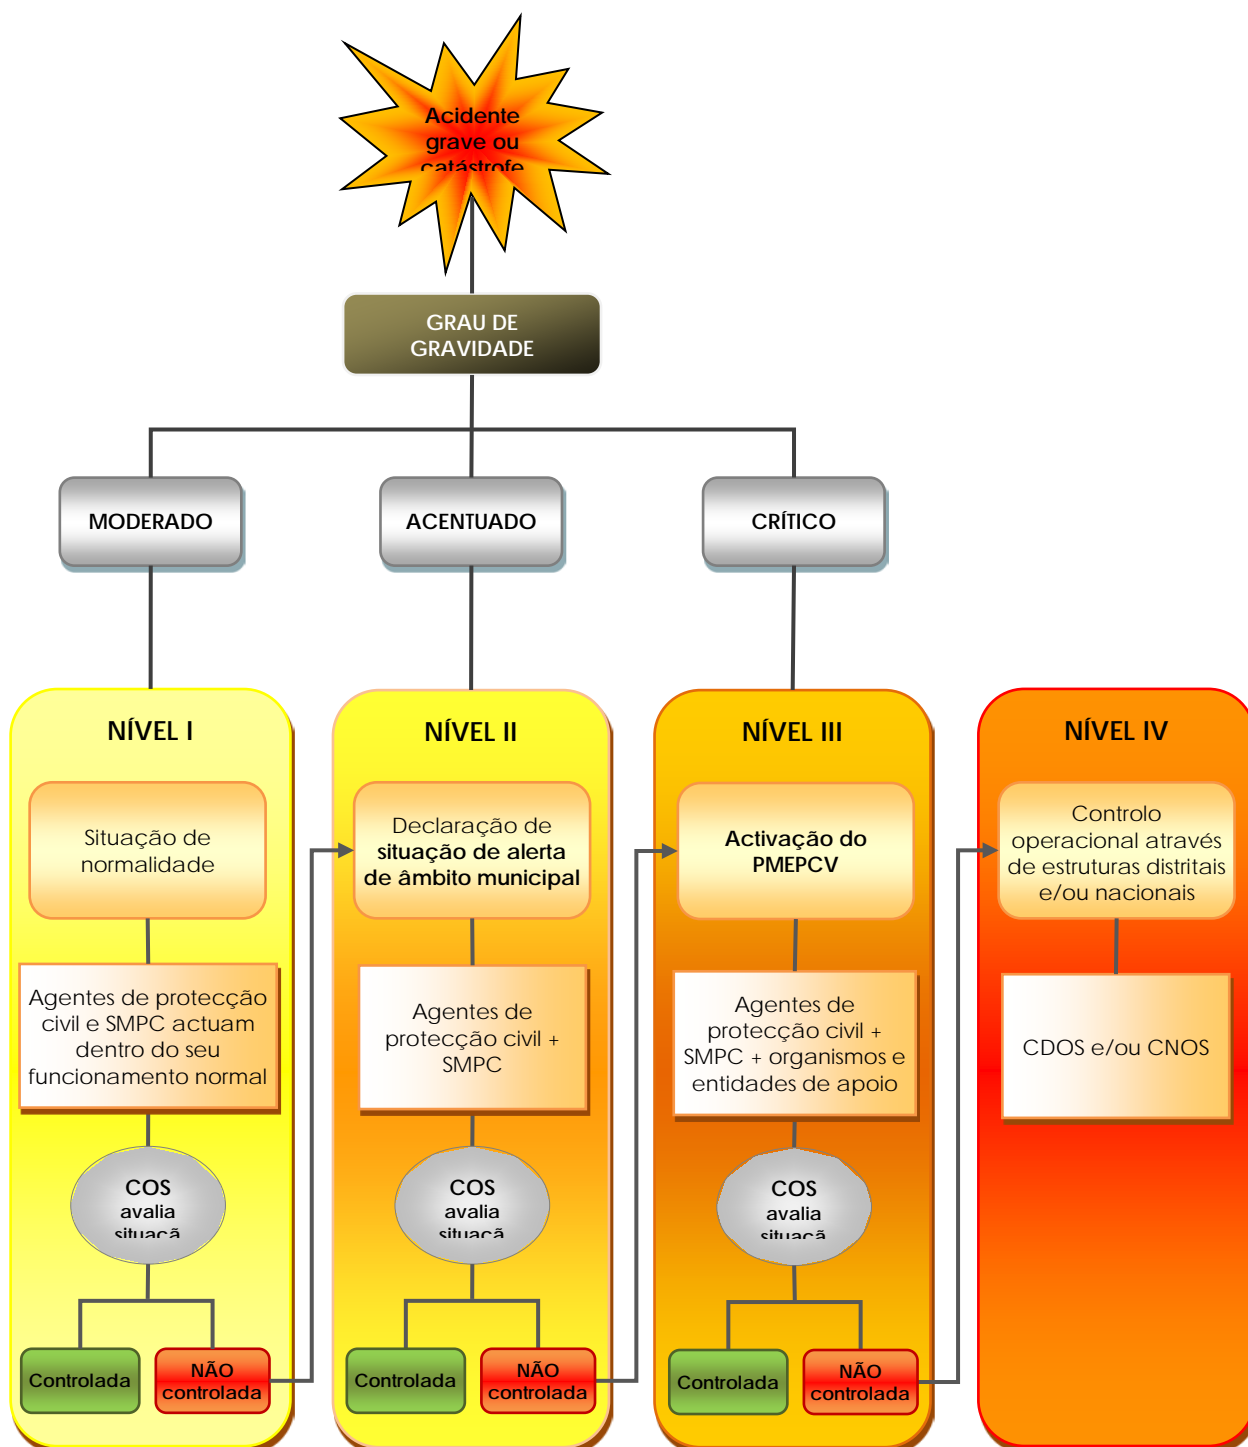 Acidente
grave ou
catástrofe
GRAU DE
GRAVIDADE
MODERADO
ACENTUADO
CRÍTICO
NÍVEL I
Situação de
normalidade
Agentes de protecção
civil e SMPC actuam
dentro do seu
funcionamento normal
COS
avalia
situaçã
Controlada
NÃO
controlada
NÍVEL II
Declaração de
situação de alerta
de âmbito municipal
Agentes de
protecção civil +
SMPC
COS
avalia
situaçã
Controlada
NÃO
controlada
NÍVEL III
Activação do
PMEPCV
Agentes de
protecção civil +
SMPC + organismos e
entidades de apoio
COS
avalia
situaçã
Controlada
NÃO
controlada
NÍVEL IV
Controlo
operacional através
de estruturas distritais
e/ou nacionais
CDOS e/ou CNOS